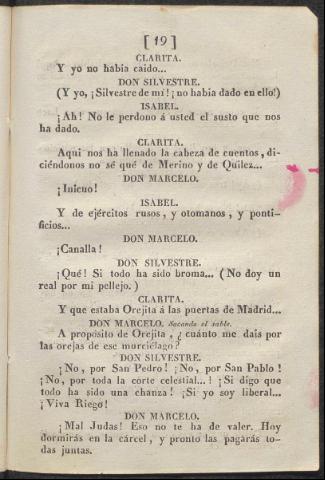 [ 19 ]
CLARITA.
Y yo no habia caido...
DON SILVESTRE.
(Y yo, ¡Silvestre de mí! ¡no habia dado en ello!)
ISABEL.
¡Ah! No le perdono á usted el susto que nos
ha dado.
CLARITA.
Aqui nos ha llenado la cabeza de cuentos, di-
ciéndonos no sé qué de Merino y de Quilez...
DON MARCELO.
¡Inicuo!
ISABEL.
Y de ejércitos rusos, y otomanos, y ponti-
ficios...
DON MARCELO.
¡Canalla!
DON SILVESTRE.
¡Qué! Si todo ha sido broma... (No doy un
real por mi pellejo.)
CLARITA.
Y que estaba Orejita á las puertas de Madrid...
DON MARCELO. Sacando el sable.
A propósito de Orejita, ¿cuánto me dais por
las orejas de ese murciélago?
DON SILVESTRE.
¡No, por San Pedro! ¡No, por San Pablo!
¡No, por toda la corte celestial...! ¡Si digo que
todo ha sido una chanza! ¡Si yo soy liberal...
¡Viva Riego!
DON MARCELO.
¡Mal Judas! Eso no te ha de valer. Hoy
dormirás en la cárcel, y pronto las pagarás to-
das juntas.